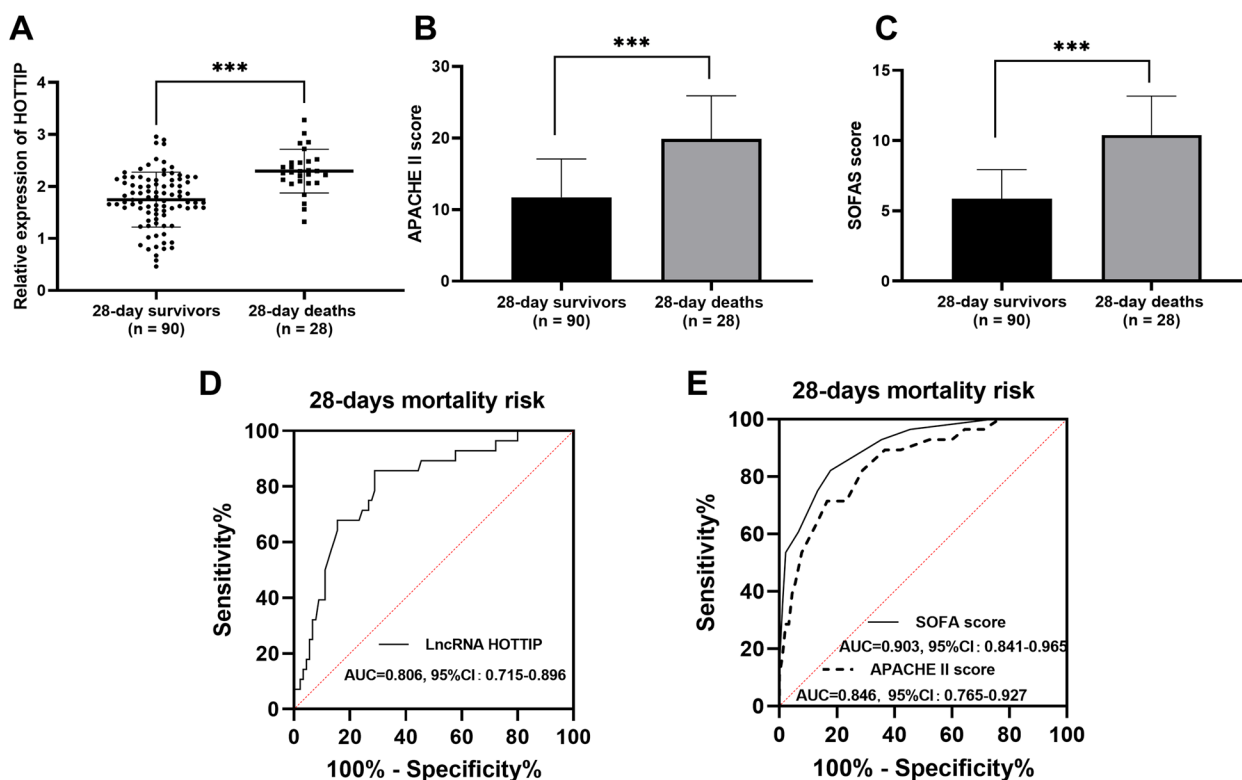 A
Relative expression of HOTTIP
4
3
2
1
0
***
28-day survivors
(n = 90)
28-day deaths
(n = 28)
B
APACHE II score
30
20
10
0
***
28-day survivors
(n = 90)
28-day deaths
(n = 28)
C
SOFAS score
15
10
5
0
***
28-day survivors
(n = 90)
28-day deaths
(n = 28)
D
28-days mortality risk
Sensitivity%
100
80
60
40
20
0
LncRNA HOTTIP
AUC=0.806, 95%CI: 0.715-0.896
0 20 40 60 80 100
100% - Specificity%
E
28-days mortality risk
Sensitivity%
100
80
60
40
20
0
SOFA score
AUC=0.903, 95%CI: 0.841-0.965
APACHE II score
AUC=0.846, 95%CI: 0.765-0.927
0 20 40 60 80 100
100% - Specificity%